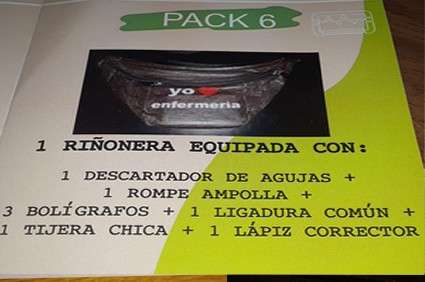 PACK 6
yo ❤ 
enfermeria
1 RIÑONERA EQUIPADA CON:
1 DESCARTADOR DE AGUJAS +
1 ROMPE AMPOLLA +
3 BOLÍGRAFOS + 1 LIGADURA COMÚN +
1 TIJERA CHICA + 1 LÁPIZ CORRECTOR